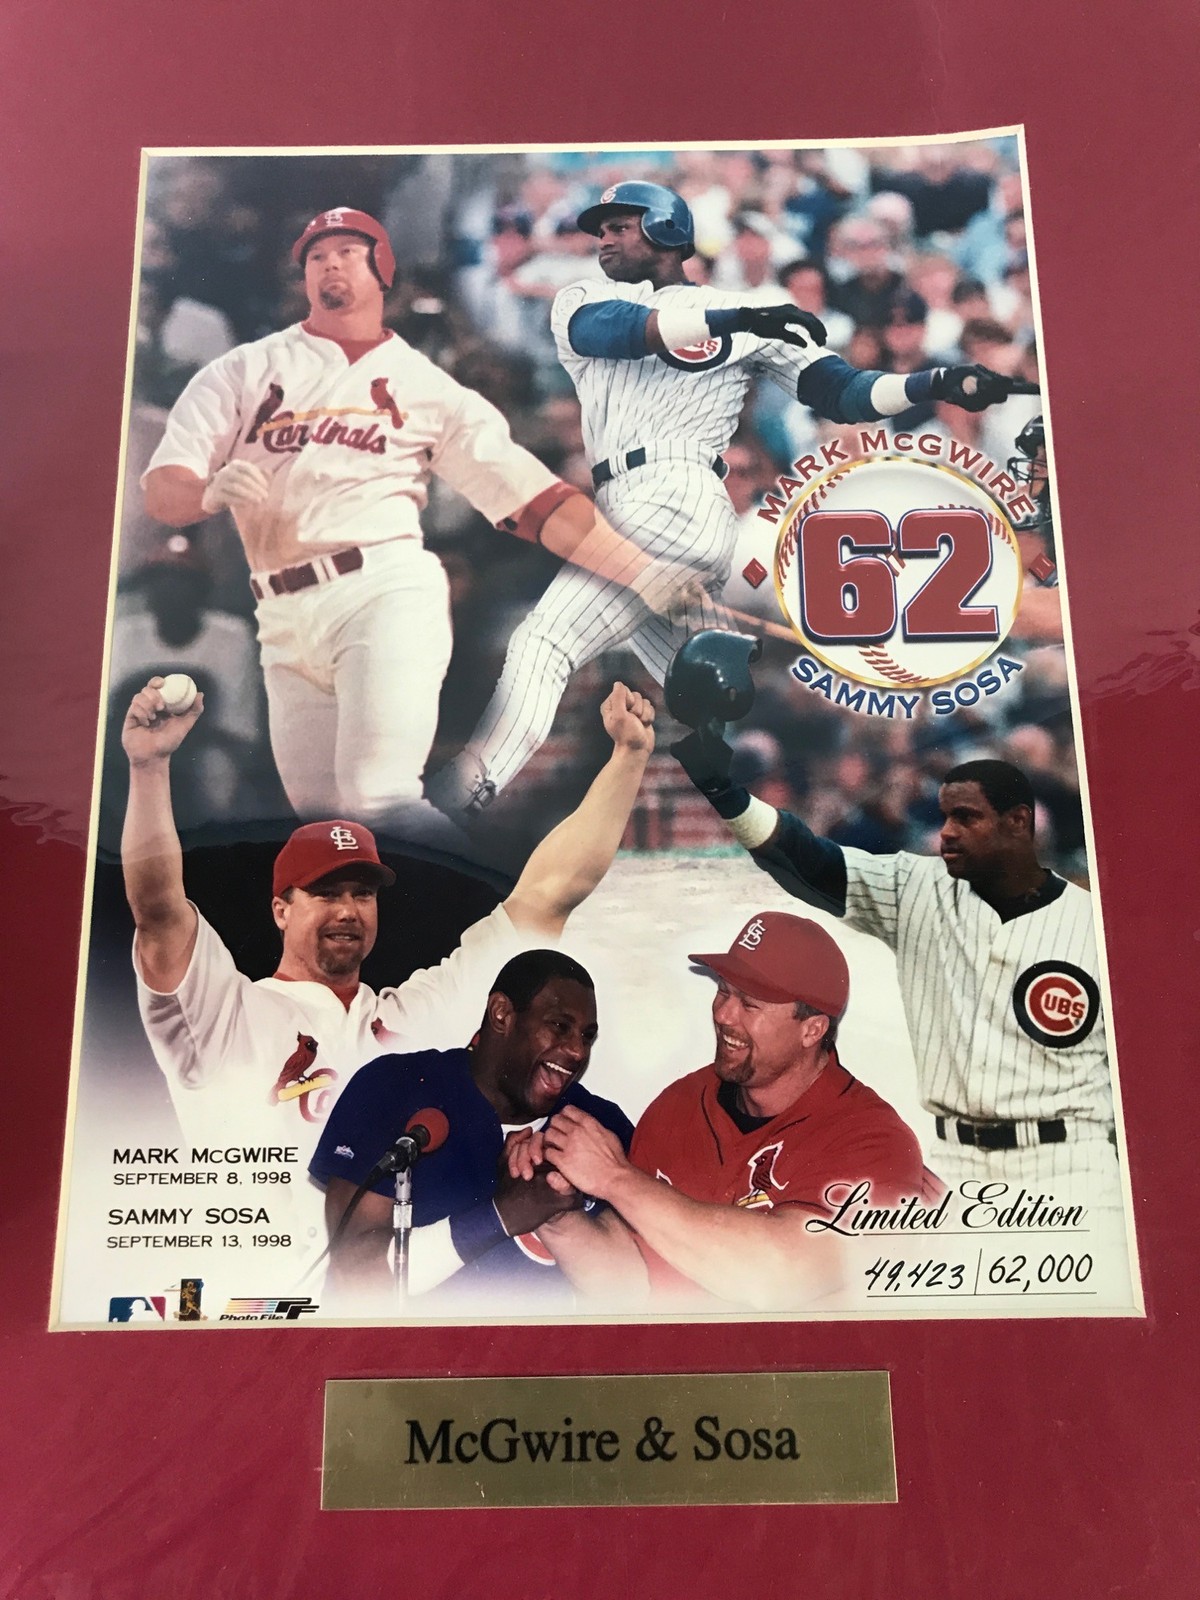 Cardinals
CUBS
MARK McGWIRE
62
SAMMY SOSA
CUBS
MARK McGWIRE
SEPTEMBER 8, 1998
SAMMY SOSA
SEPTEMBER 13, 1998
Limited Edition
49,423 | 62,000
Photo File PF
McGwire & Sosa